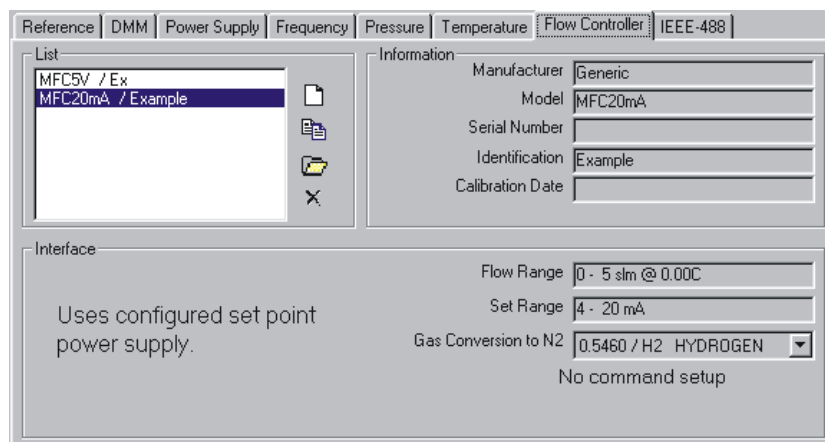 Reference DMM Power Supply Frequency Pressure Temperature Flow Controller IEEE-488
List
MFC5V / Ex
MFC20mA / Example
Information
Manufacturer Generic
Model MFC20mA
Serial Number
Identification Example
Calibration Date
Interface
Uses configured set point
power supply.
Flow Range 0 - 5 slm @ 0.00C
Set Range 4 - 20 mA
Gas Conversion to N2 0.5460 / H2 HYDROGEN
No command setup